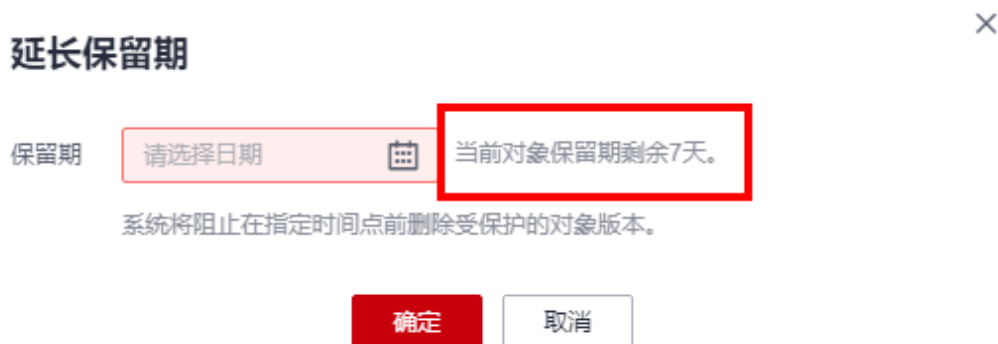 延长保留期
保留期 请选择日期 当前对象保留期剩余7天。
系统将阻止在指定时间点前删除受保护的对象版本。
确定 取消